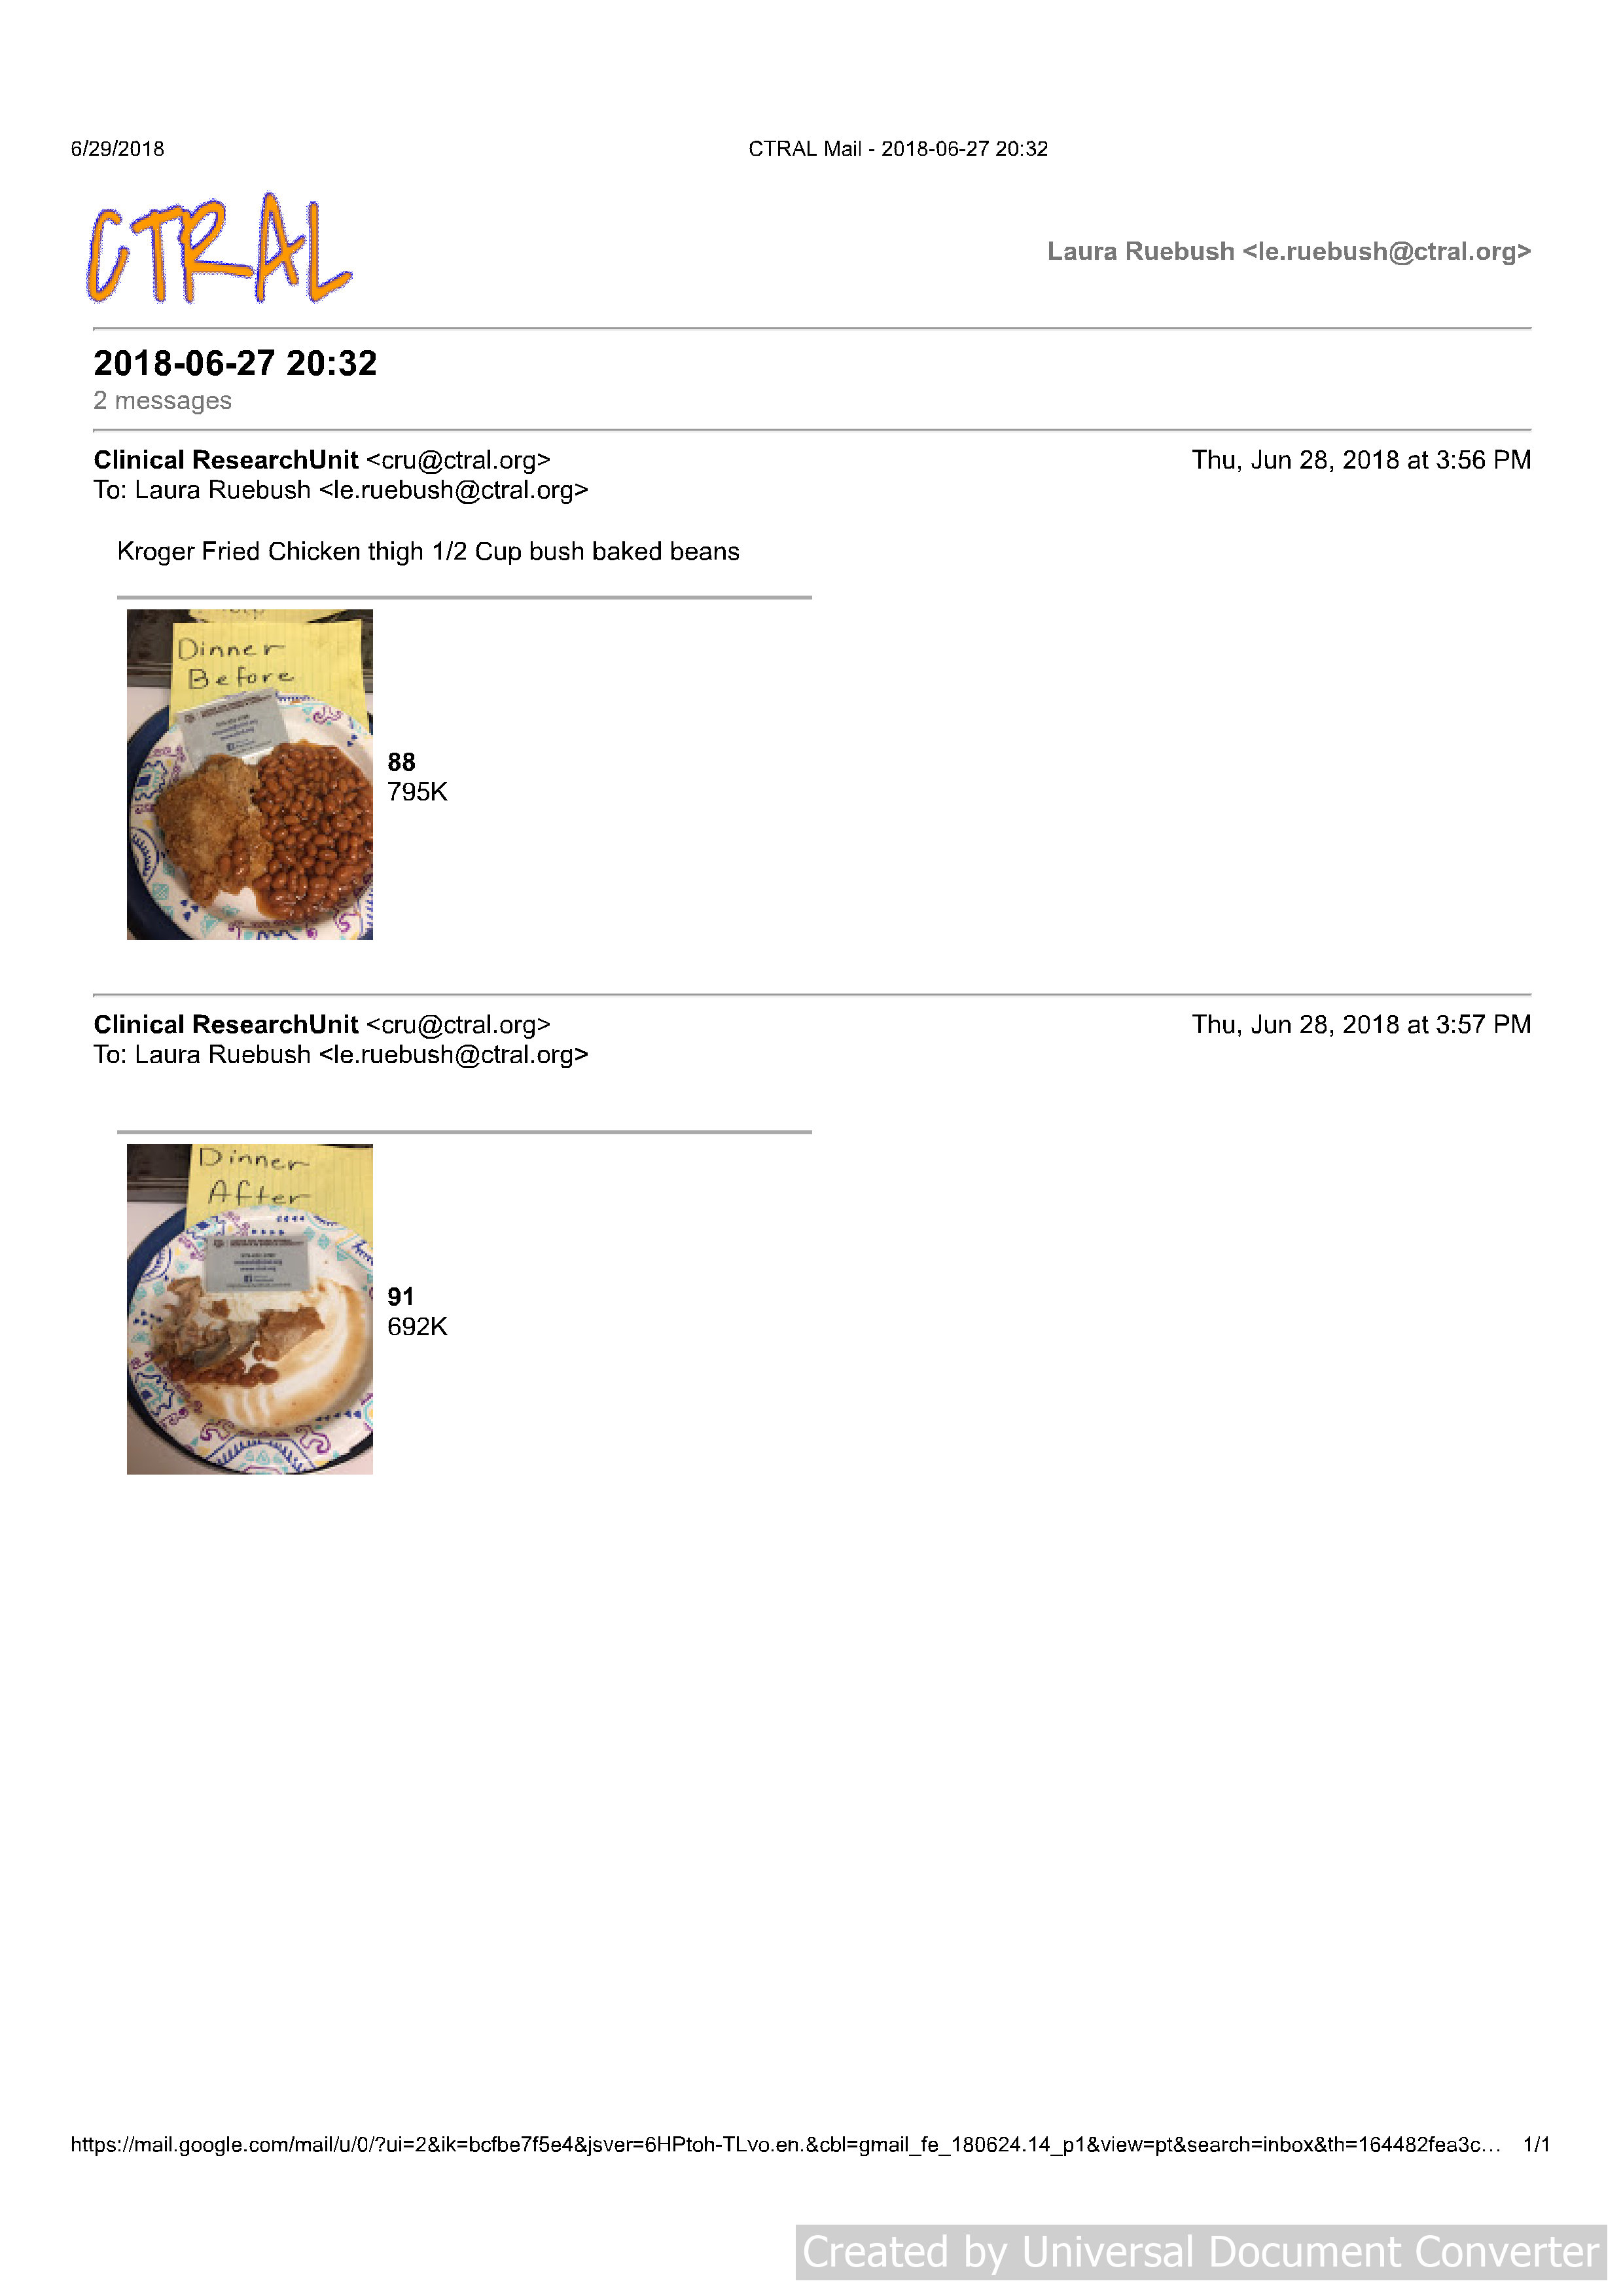 6/29/2018 CTRAL Mail - 2018-06-27 20:32
CTRAL
Laura Ruebush <le.ruebush@ctral.org>
2018-06-27 20:32
2 messages
Clinical ResearchUnit <cru@ctral.org> Thu, Jun 28, 2018 at 3:56 PM
To: Laura Ruebush <le.ruebush@ctral.org>
Kroger Fried Chicken thigh 1/2 Cup bush baked beans
Dinner
Before
88
795K
Clinical ResearchUnit <cru@ctral.org> Thu, Jun 28, 2018 at 3:57 PM
To: Laura Ruebush <le.ruebush@ctral.org>
Dinner
After
91
692K
https://mail.google.com/mail/u/0/?ui=2&ik=bcfbe7f5e4&jsver=6HPtoh-TLvo.en.&cbl=gmail_fe_180624.14_p1&view=pt&search=inbox&th=164482fea3c… 1/1
Created by Universal Document Converter